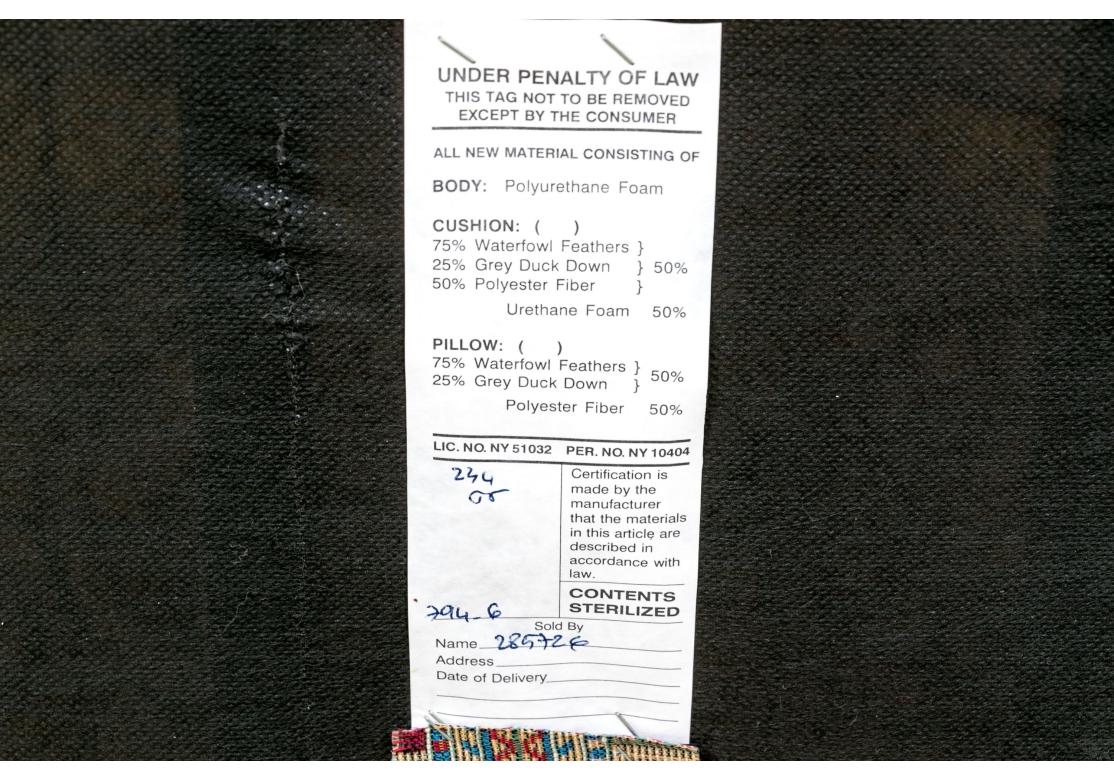 UNDER PENALTY OF LAW
THIS TAG NOT TO BE REMOVED
EXCEPT BY THE CONSUMER
ALL NEW MATERIAL CONSISTING OF
BODY: Polyurethane Foam
CUSHION: ( )
75% Waterfowl Feathers }
25% Grey Duck Down } 50%
50% Polyester Fiber }
Urethane Foam 50%
PILLOW: ( )
75% Waterfowl Feathers }
25% Grey Duck Down } 50%
Polyester Fiber 50%
LIC. NO. NY 51032 PER. NO. NY 10404
234
Certification is
made by the
manufacturer
that the materials
in this article are
described in
accordance with
law.
CONTENTS
STERILIZED
794-6
Sold By
Name 285726
Address
Date of Delivery